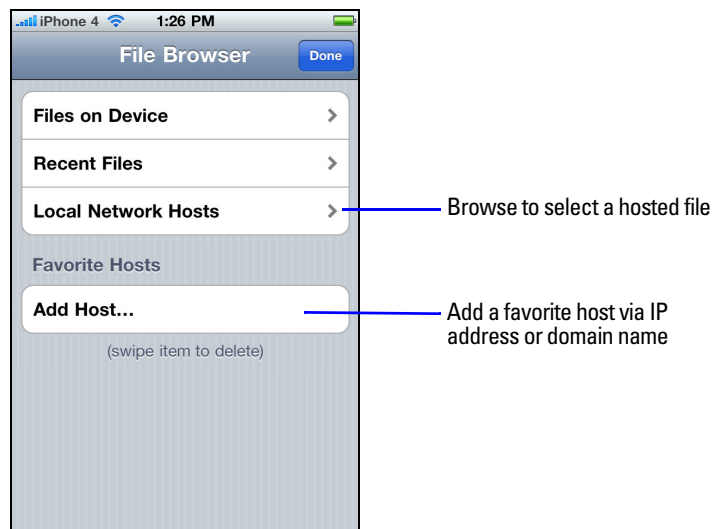 iPhone 4 1:26 PM
File Browser Done
Files on Device
Recent Files
Local Network Hosts
Browse to select a hosted file
Favorite Hosts
Add Host...
Add a favorite host via IP
address or domain name
(swipe item to delete)